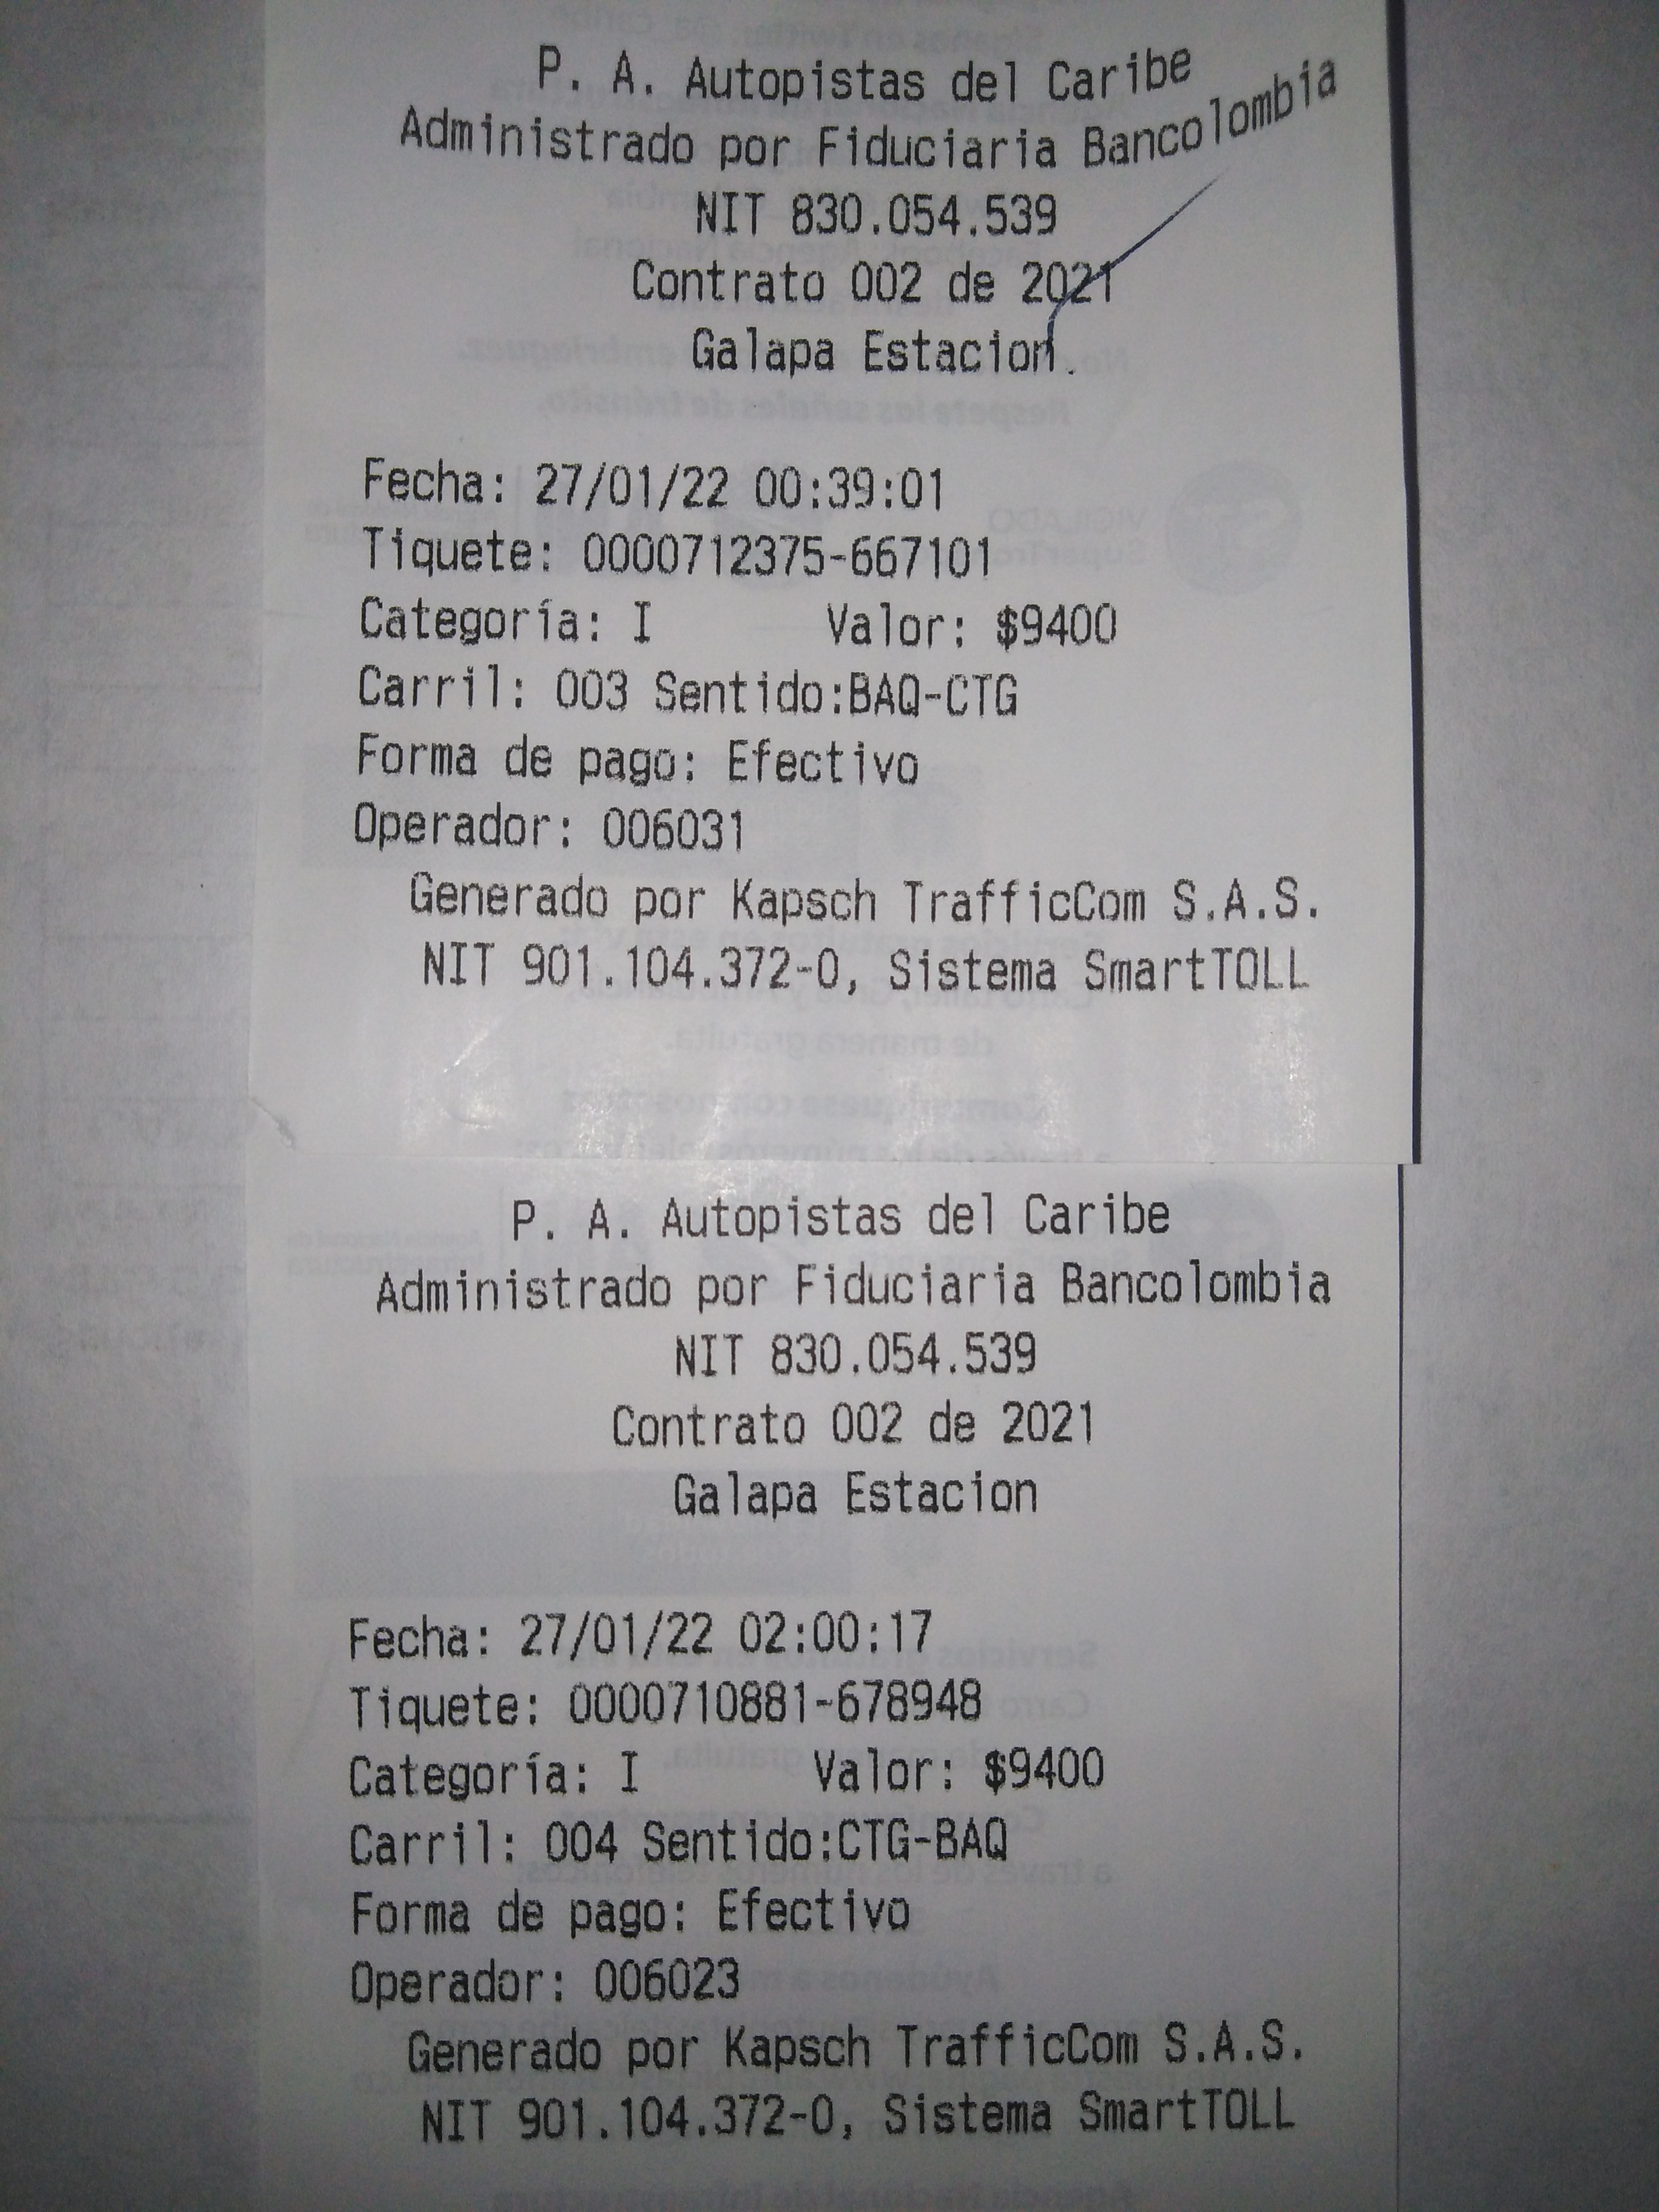 P. A. Autopistas del Caribe
Administrado por Fiduciaria Bancolombia
NIT 830.054.539
Contrato 002 de 2021
Galapa Estacion.
Fecha: 27/01/22 00:39:01
Tiquete: 0000712375-667101
Categoría: I Valor: $9400
Carril: 003 Sentido:BAQ-CTG
Forma de pago: Efectivo
Operador: 006031
Generado por Kapsch TrafficCom S.A.S.
NIT 901.104.372-0, Sistema SmartTOLL
P. A. Autopistas del Caribe
Administrado por Fiduciaria Bancolombia
NIT 830.054.539
Contrato 002 de 2021
Galapa Estacion
Fecha: 27/01/22 02:00:17
Tiquete: 0000710881-678948
Categoría: I Valor: $9400
Carril: 004 Sentido:CTG-BAQ
Forma de pago: Efectivo
Operador: 006023
Generado por Kapsch TrafficCom S.A.S.
NIT 901.104.372-0, Sistema SmartTOLL